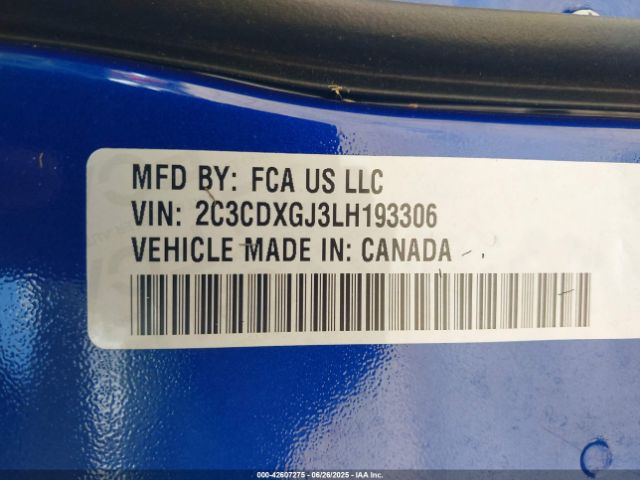 MFD BY: FCA US LLC
VIN: 2C3CDXGJ3LH193306
VEHICLE MADE IN: CANADA
000-42607275 - 06/26/2025 - IAA Inc.